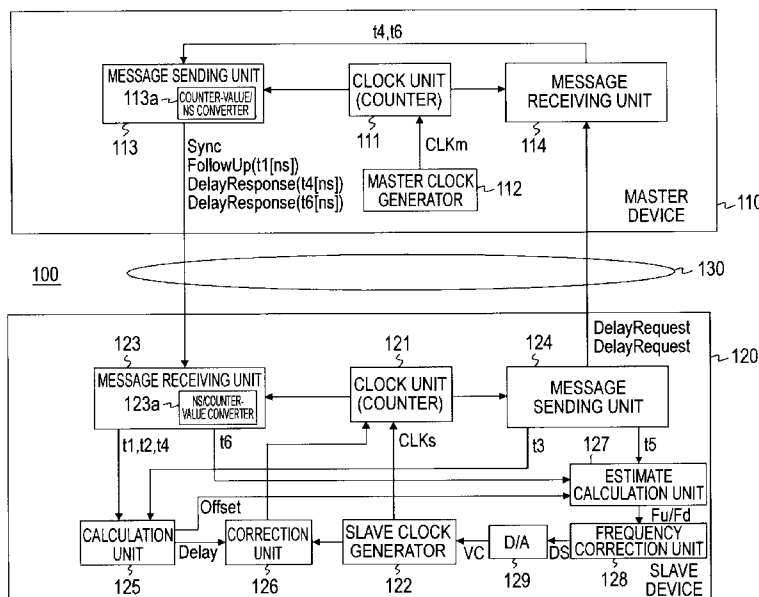 t4,t6
MESSAGE SENDING UNIT
113a
COUNTER-VALUE/
NS CONVERTER
113
CLOCK UNIT
(COUNTER)
111
MESSAGE
RECEIVING UNIT
114
CLKm
Sync
FollowUp(t1[ns])
DelayResponse(t4[ns])
DelayResponse(t6[ns])
MASTER CLOCK
GENERATOR
112
MASTER
DEVICE
110
100
130
DelayRequest
DelayRequest
120
123
MESSAGE RECEIVING UNIT
123a
NS/COUNTER-
VALUE CONVERTER
121
CLOCK UNIT
(COUNTER)
124
MESSAGE
SENDING UNIT
t1,t2,t4
t6
CLKs
t3
127
t5
ESTIMATE
CALCULATION UNIT
Offset
Fu/Fd
CALCULATION
UNIT
125
Delay
CORRECTION
UNIT
126
SLAVE CLOCK
GENERATOR
122
VC
D/A
129
DS
FREQUENCY
CORRECTION UNIT
128
SLAVE
DEVICE